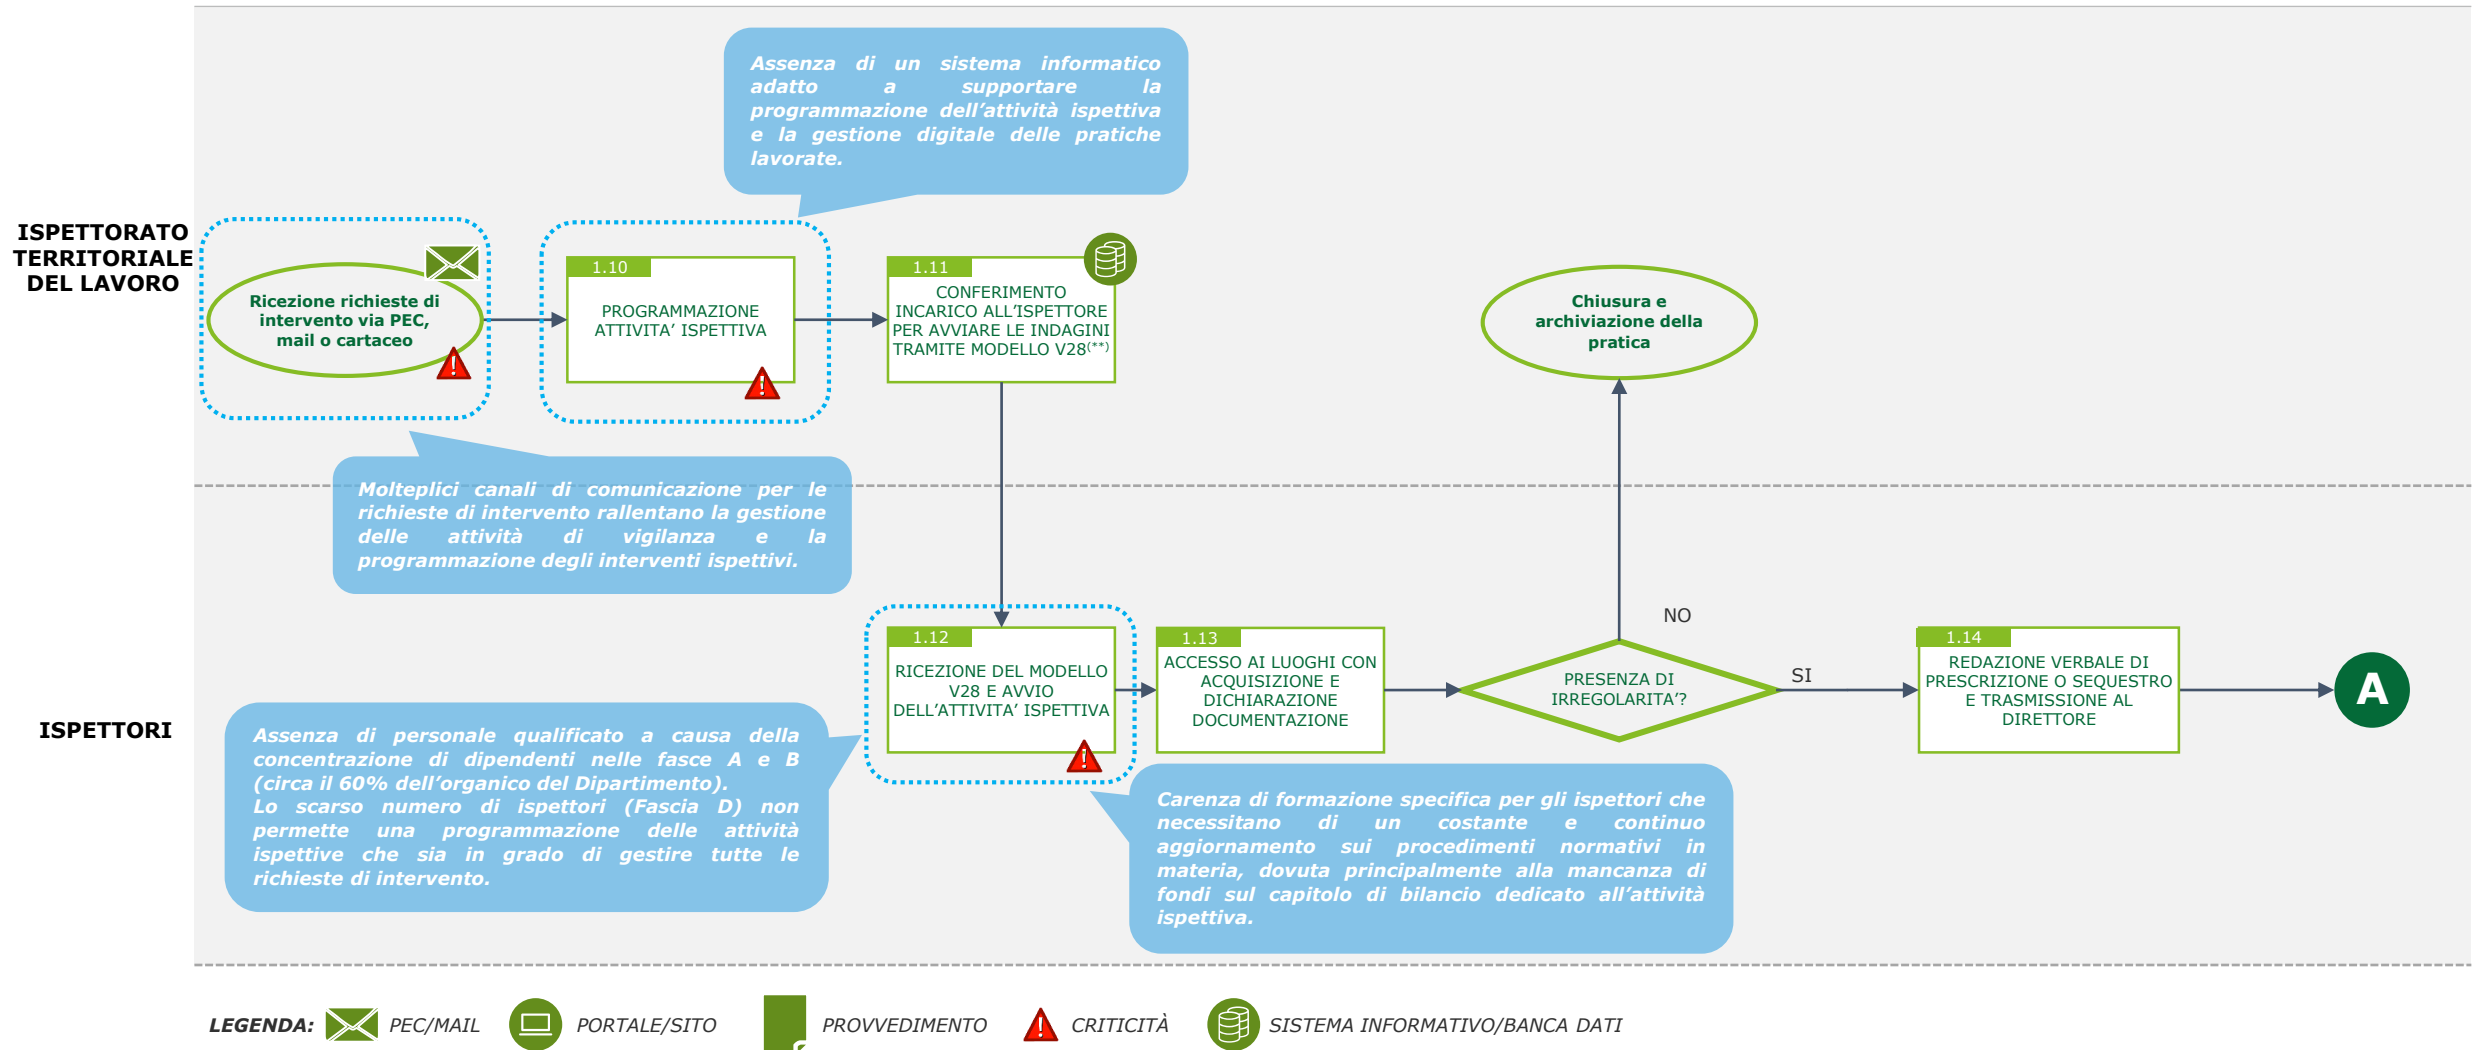 Assenza di un sistema informatico
adatto a supportare la
programmazione dell’attività ispettiva
e la gestione digitale delle pratiche
lavorate.
ISPETTORATO
TERRITORIALE
DEL LAVORO
Ricezione richieste di
intervento via PEC,
mail o cartaceo
1.10
PROGRAMMAZIONE
ATTIVITA’ ISPETTIVA
1.11
CONFERIMENTO
INCARICO ALL’ISPETTORE
PER AVVIARE LE INDAGINI
TRAMITE MODELLO V28(**)
Chiusura e
archiviazione della
pratica
Molteplici canali di comunicazione per le
richieste di intervento rallentano la gestione
delle attività di vigilanza e la
programmazione degli interventi ispettivi.
ISPETTORI
1.12
RICEZIONE DEL MODELLO
V28 E AVVIO
DELL’ATTIVITA’ ISPETTIVA
1.13
ACCESSO AI LUOGHI CON
ACQUISIZIONE E
DICHIARAZIONE
DOCUMENTAZIONE
PRESENZA DI
IRREGOLARITA’?
NO
SI
1.14
REDAZIONE VERBALE DI
PRESCRIZIONE O SEQUESTRO
E TRASMISSIONE AL
DIRETTORE
A
Assenza di personale qualificato a causa della
concentrazione di dipendenti nelle fasce A e B
(circa il 60% dell’organico del Dipartimento).
Lo scarso numero di ispettori (Fascia D) non
permette una programmazione delle attività
ispettive che sia in grado di gestire tutte le
richieste di intervento.
Carenza di formazione specifica per gli ispettori che
necessitano di un costante e continuo
aggiornamento sui procedimenti normativi in
materia, dovuta principalmente alla mancanza di
fondi sul capitolo di bilancio dedicato all’attività
ispettiva.
LEGENDA: PEC/MAIL PORTALE/SITO PROVVEDIMENTO CRITICITÀ SISTEMA INFORMATIVO/BANCA DATI